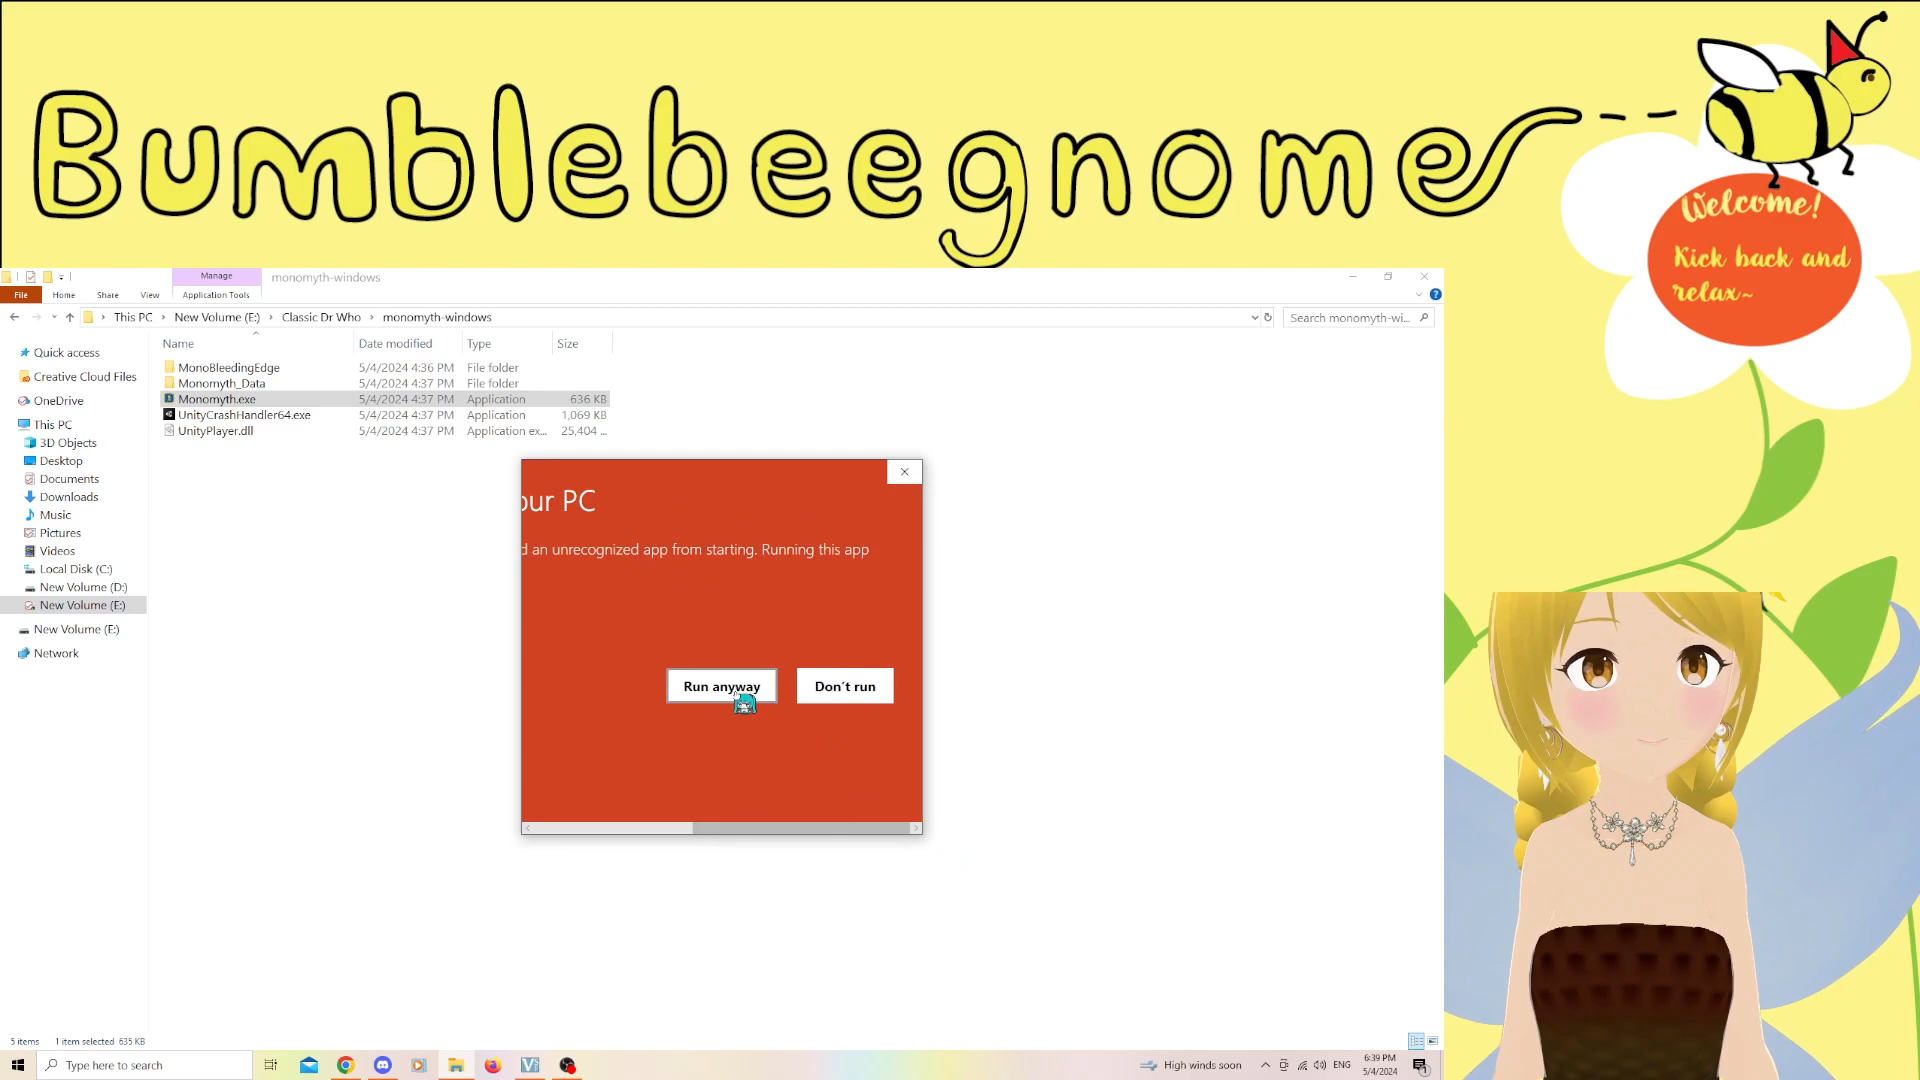 Bumblebeegnome
Welcome!
Kick back and
relax~
Manage
monomyth-windows
File
Home
Share
View
Application Tools
This PC
New Volume (E:)
Classic Dr Who
monomyth-windows
Search monomyth-wi...
Name
Date modified
Type
Size
MonoBleedingEdge 5/4/2024 4:36 PM File folder
Monomyth_Data 5/4/2024 4:37 PM File folder
Monomyth.exe 5/4/2024 4:37 PM Application 636 KB
UnityCrashHandler64.exe 5/4/2024 4:37 PM Application 1,069 KB
UnityPlayer.dll 5/4/2024 4:37 PM Application ex... 25,404 ...
Quick access
Creative Cloud Files
OneDrive
This PC
3D Objects
Desktop
Documents
Downloads
Music
Pictures
Videos
Local Disk (C:)
New Volume (D:)
New Volume (E:)
New Volume (E:)
Network
our PC
d an unrecognized app from starting. Running this app
Run anyway
Don't run
5 items 1 item selected 635 KB
Type here to search
High winds soon
ENG
6:39 PM
5/4/2024